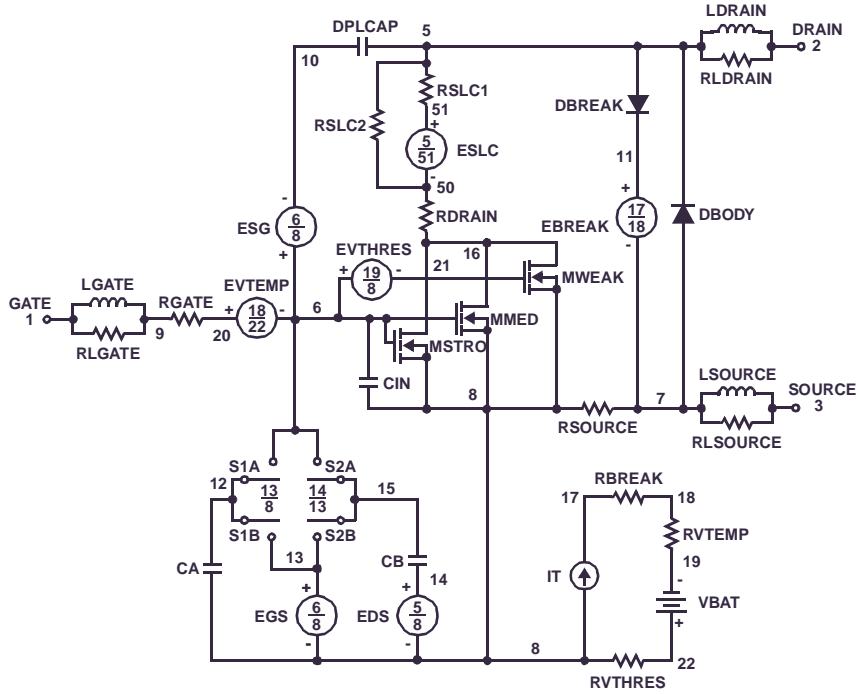 LDRAIN
DPLCAP
5
DRAIN
2
10
RLDRAIN
RSLC1
51
+
RSLC2
5
51
ESLC
-
50
DBREAK
11
+
17
18
EBREAK
-
DBODY
-
6
8
ESG
+
RDRAIN
16
21
EVTHRES
+
19
8
-
MWEAK
LGATE
GATE
1
RLGATE
9
RGATE
20
EVTEMP
+
18
22
-
6
MMED
MSTRO
CIN
8
RSOURCE
7
LSOURCE
SOURCE
3
RLSOURCE
S1A
S2A
12
13
8
14
13
15
S1B
S2B
13
CA
CB
14
+
6
8
EGS
-
+
5
8
EDS
-
RBREAK
17
18
RVTEMP
19
IT
-
VBAT
+
8
22
RVTHRES